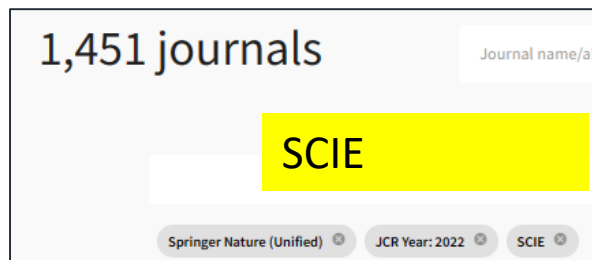 1,451 journals
Journal name/a
SCIE
Springer Nature (Unified)
JCR Year: 2022
SCIE